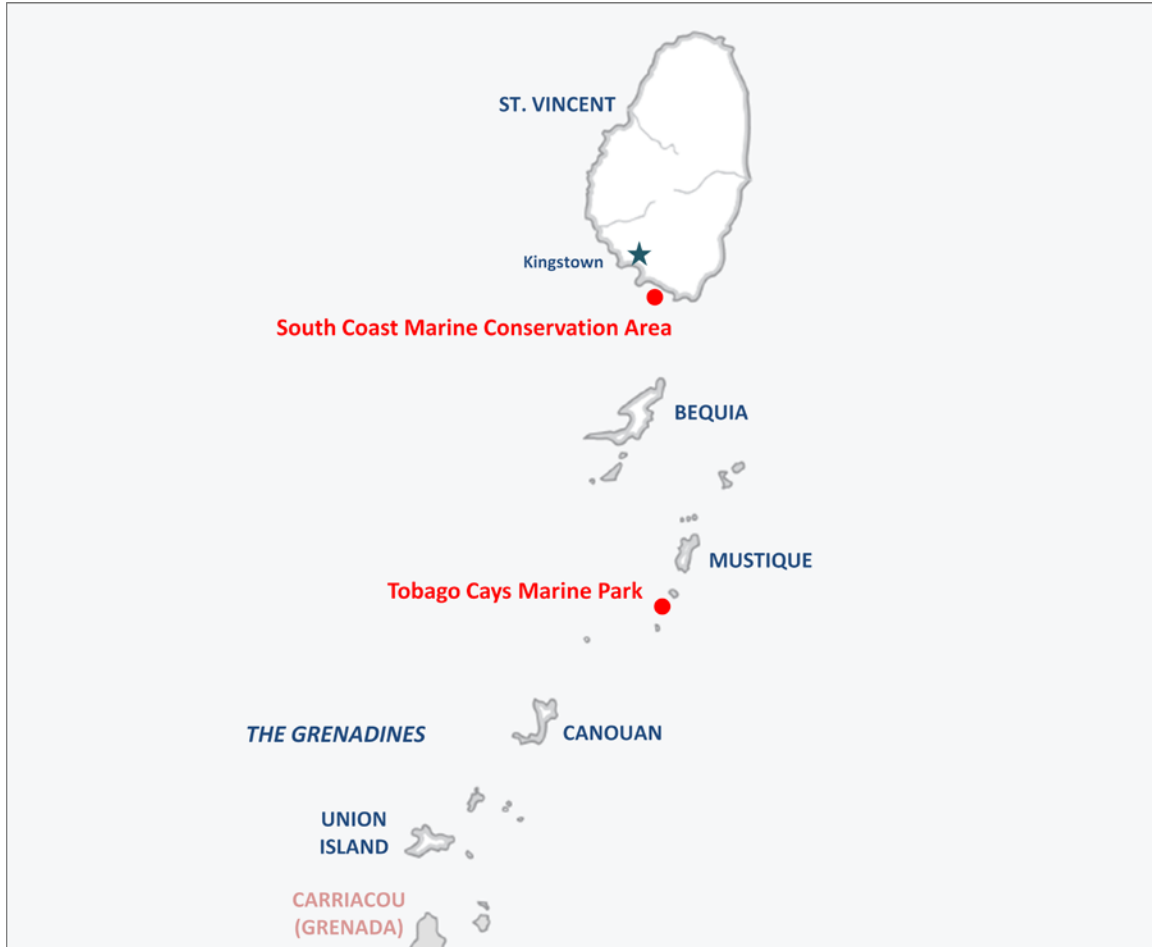 ST. VINCENT
Kingstown
South Coast Marine Conservation Area
BEQUIA
MUSTIQUE
Tobago Cays Marine Park
THE GRENADINES
CANOUAN
UNION
ISLAND
CARRIACOU
(GRENADA)